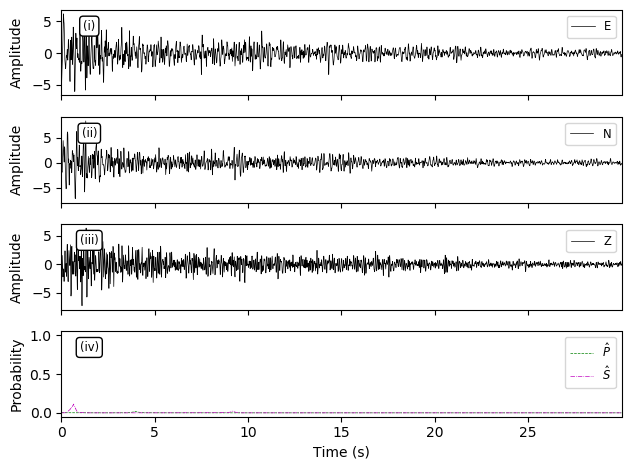 Amplitude
5
0
−5
(i)
E
Amplitude
5
0
−5
(ii)
N
Amplitude
5
0
−5
(iii)
Z
Probability
1.0
0.5
0.0
(iv)
P̂
Ŝ
0 5 10 15 20 25
Time (s)